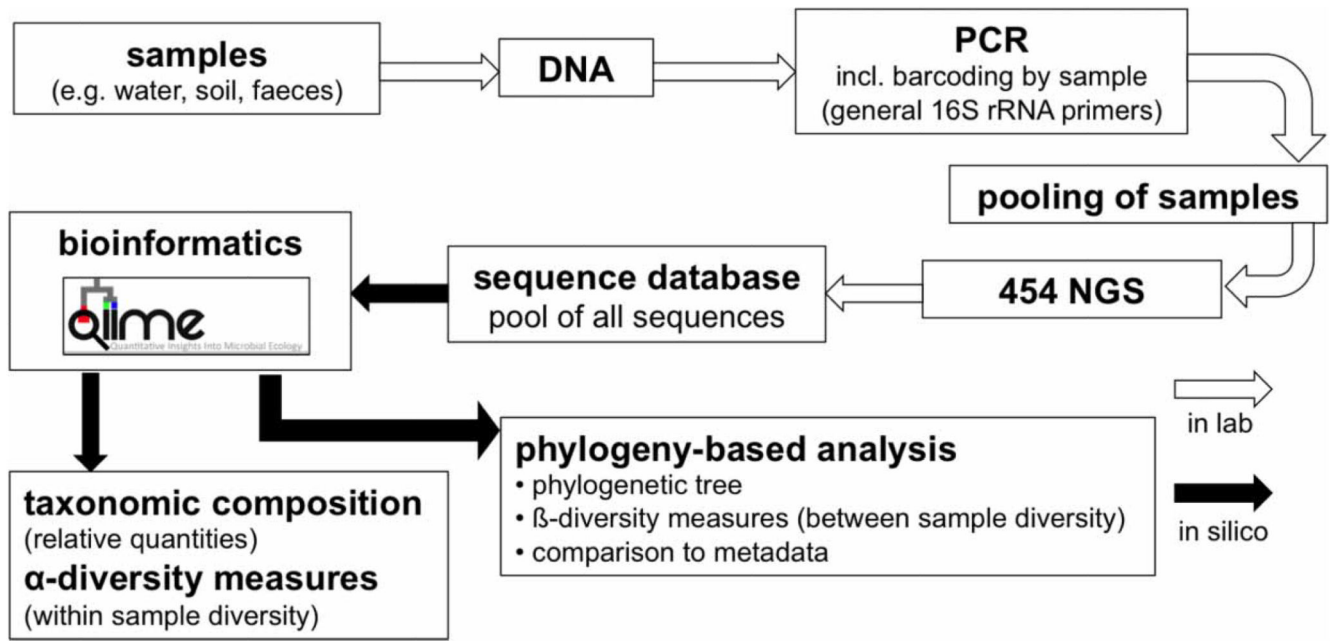 samples
(e.g. water, soil, faeces)
DNA
PCR
incl. barcoding by sample
(general 16S rRNA primers)
pooling of samples
454 NGS
sequence database
pool of all sequences
bioinformatics
Qiime
Quantitative Insights Into Microbial Ecology
taxonomic composition
(relative quantities)
α-diversity measures
(within sample diversity)
phylogeny-based analysis
• phylogenetic tree
• ß-diversity measures (between sample diversity)
• comparison to metadata
in lab
in silico